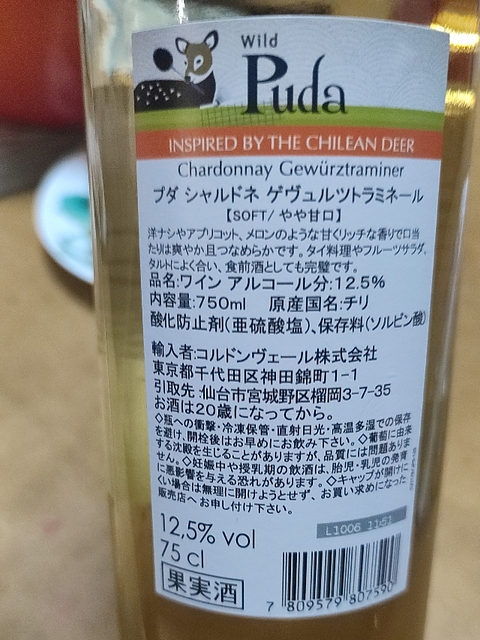 Wild
Puda
INSPIRED BY THE CHILEAN DEER
Chardonnay Gewürztraminer
プダ シャルドネ ゲヴュルツトラミネール
【SOFT/ やや甘口】
洋ナシやアプリコット、メロンのような甘くリッチな香りで口当
たりは爽やか且つなめらかです。タイ料理やフルーツサラダ、
タルトによく合い、食前酒としても完璧です。
品名:ワイン アルコール分:12.5%
内容量:750ml 原産国名:チリ
酸化防止剤(亜硫酸塩)、保存料(ソルビン酸)
輸入者:コルドンヴェール株式会社
東京都千代田区神田錦町1-1
引取先:仙台市宮城野区榴岡3-7-35
お酒は20歳になってから。
◇瓶への衝撃・冷凍保管・直射日光・高温多湿での保存
を避け、開栓後はお早めにお飲み下さい。◇葡萄に由来
する沈殿を生じることがありますが、品質には問題ありま
せん。◇妊娠中や授乳期の飲酒は、胎児・乳児の発育
に悪影響を与える恐れがあります。◇キャップが開けに
くい場合は無理に開けようとせず、お買い求めになった
販売店へお申し付け下さい。
12,5% vol
L1006 11:51
75 cl
果実酒
7 809579 807590